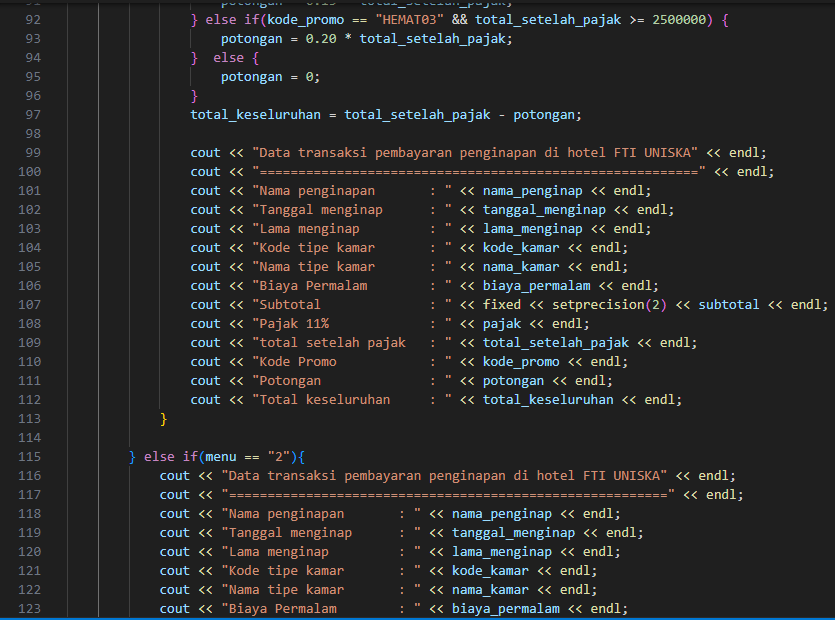 91 potongan = 0.15 * total_setelah_pajak;
92 } else if(kode_promo == "HEMAT03" && total_setelah_pajak >= 2500000) {
93 potongan = 0.20 * total_setelah_pajak;
94 }  else {
95 potongan = 0;
96 }
97 total_keseluruhan = total_setelah_pajak - potongan;
98
99 cout << "Data transaksi pembayaran penginapan di hotel FTI UNISKA" << endl;
100 cout << "=========================================================" << endl;
101 cout << "Nama penginapan       : " << nama_penginap << endl;
102 cout << "Tanggal menginap      : " << tanggal_menginap << endl;
103 cout << "Lama menginap         : " << lama_menginap << endl;
104 cout << "Kode tipe kamar       : " << kode_kamar << endl;
105 cout << "Nama tipe kamar       : " << nama_kamar << endl;
106 cout << "Biaya Permalam        : " << biaya_permalam << endl;
107 cout << "Subtotal              : " << fixed << setprecision(2) << subtotal << endl;
108 cout << "Pajak 11%             : " << pajak << endl;
109 cout << "total setelah pajak   : " << total_setelah_pajak << endl;
110 cout << "Kode Promo            : " << kode_promo << endl;
111 cout << "Potongan              : " << potongan << endl;
112 cout << "Total keseluruhan     : " << total_keseluruhan << endl;
113 }
114
115 } else if(menu == "2"){
116 cout << "Data transaksi pembayaran penginapan di hotel FTI UNISKA" << endl;
117 cout << "=========================================================" << endl;
118 cout << "Nama penginapan       : " << nama_penginap << endl;
119 cout << "Tanggal menginap      : " << tanggal_menginap << endl;
120 cout << "Lama menginap         : " << lama_menginap << endl;
121 cout << "Kode tipe kamar       : " << kode_kamar << endl;
122 cout << "Nama tipe kamar       : " << nama_kamar << endl;
123 cout << "Biaya Permalam        : " << biaya_permalam << endl;